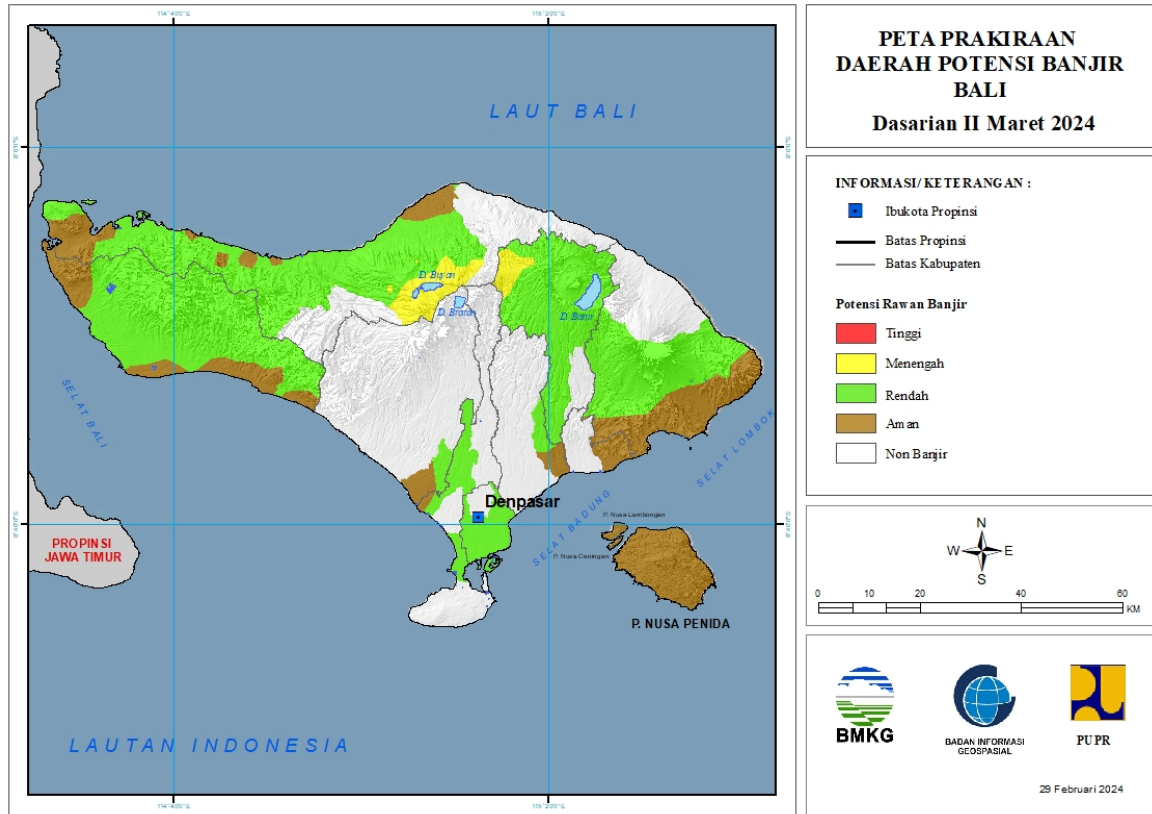 PETA PRAKIRAAN
DAERAH POTENSI BANJIR
BALI
Dasarian II Maret 2024
INFORMASI/KETERANGAN :
Ibukota Propinsi
Batas Propinsi
Batas Kabupaten
Potensi Rawan Banjir
Tinggi
Menengah
Rendah
Aman
Non Banjir
N
W
E
S
0
10
20
40
60
KM
BMKG
BADAN INFORMASI
GEOSPASIAL
PUPR
29 Februari 2024
LAUT BALI
D. Buyan
D. Bratan
D. Batur
SELAT BALI
SELAT LOMBOK
Denpasar
SELAT BADUNG
P. Nusa Lembongan
P. Nusa Ceningan
PROPINSI
JAWA TIMUR
P. NUSA PENIDA
LAUTAN INDONESIA